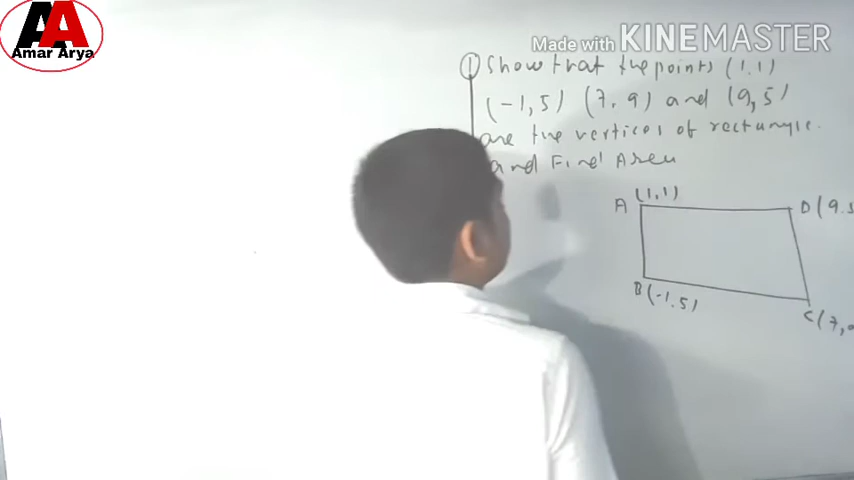 AA
Amar Arya
Made with KINEMASTER
① Show that the points (1.1)
(-1,5) (7.9) and (9,5)
are the vertices of rectangle.
and Find Area
A (1,1) D (9.5
B (-1.5) C (7,